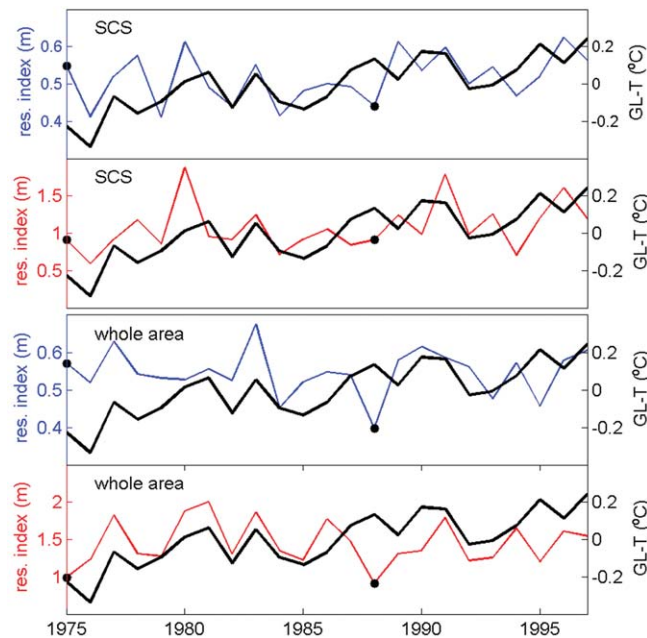 SCS
0.6
0.5
0.4
res. index (m)
0.2
0
-0.2
GL-T (ºC)
SCS
1.5
1
0.5
res. index (m)
0.2
0
-0.2
GL-T (ºC)
whole area
0.6
0.5
0.4
res. index (m)
0.2
0
-0.2
GL-T (ºC)
whole area
2
1.5
1
res. index (m)
0.2
0
-0.2
GL-T (ºC)
1975 1980 1985 1990 1995